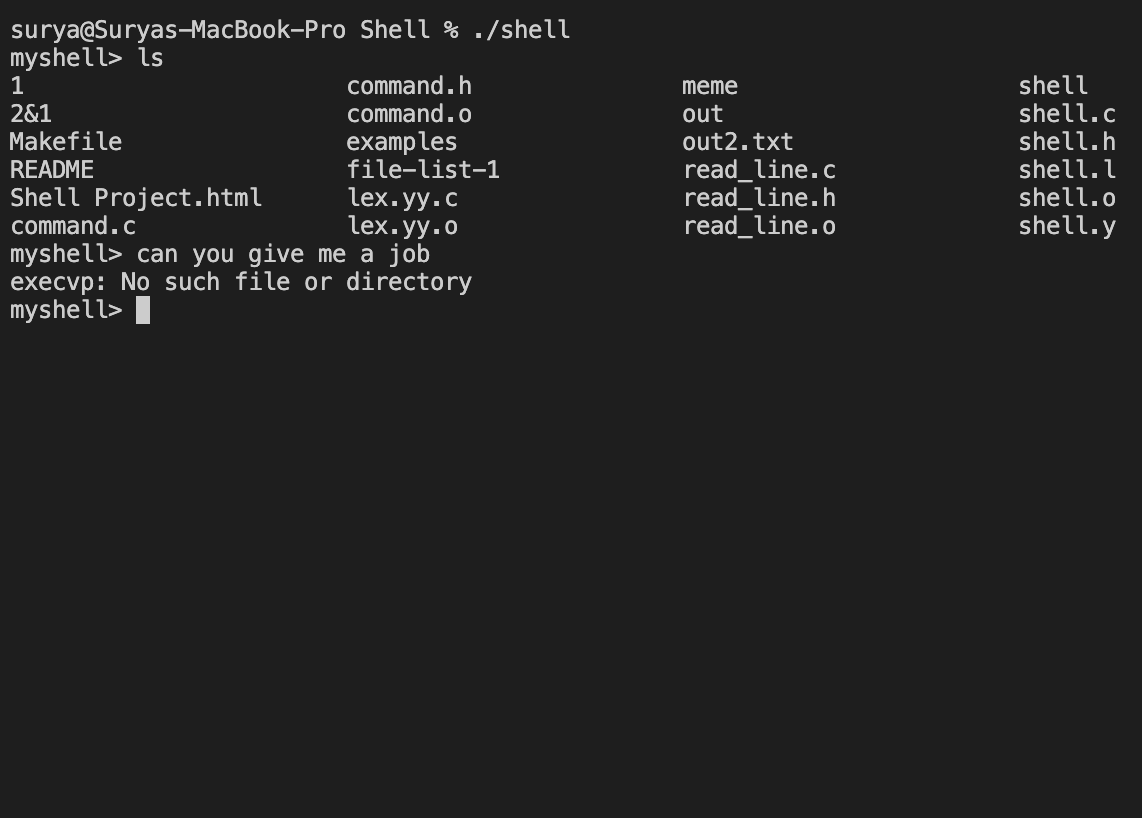 surya@Suryas-MacBook-Pro Shell % ./shell
myshell> ls
1 command.h meme shell
2&1 command.o out shell.c
Makefile examples out2.txt shell.h
README file-list-1 read_line.c shell.l
Shell Project.html lex.yy.c read_line.h shell.o
command.c lex.yy.o read_line.o shell.y
myshell> can you give me a job
execvp: No such file or directory
myshell>